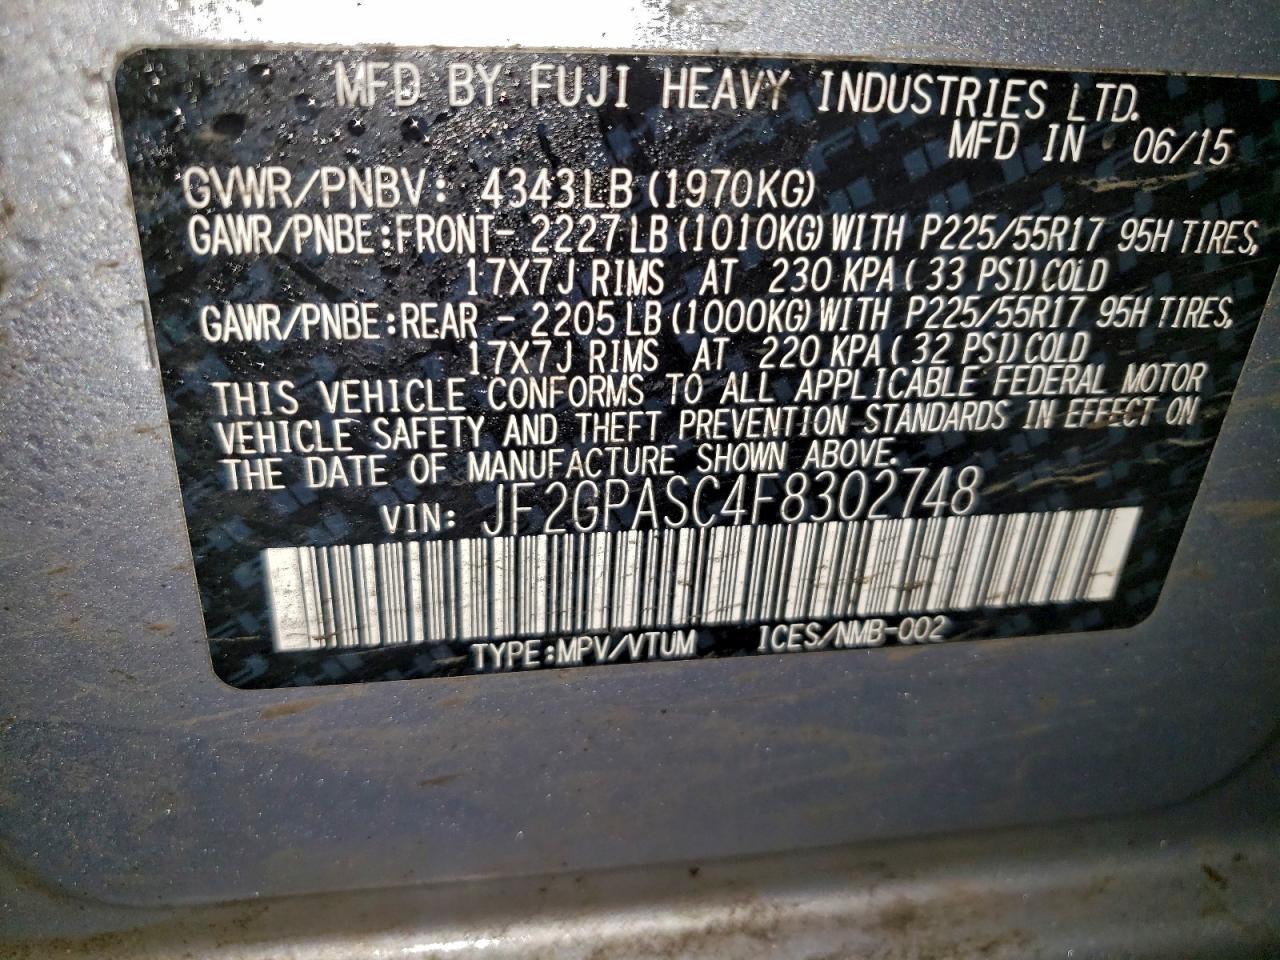 MFD BY FUJI HEAVY INDUSTRIES LTD.
MFD IN 06/15
GVWR/PNBV: 4343LB (1970KG)
GAWR/PNBE:FRONT- 2227LB(1010KG) WITH P225/55R17 95H TIRES,
17X7J RIMS AT 230 KPA( 33 PSI)COLD
GAWR/PNBE:REAR - 2205LB(1000KG) WITH P225/55R17 95H TIRES,
17X7J RIMS AT 220 KPA( 32 PSI)COLD
THIS VEHICLE CONFORMS TO ALL APPLICABLE FEDERAL MOTOR
VEHICLE SAFETY AND THEFT PREVENTION STANDARDS IN EFFECT ON
THE DATE OF MANUFACTURE SHOWN ABOVE.
VIN: JF2GPASC4F8302748
TYPE:MPV/VTUM ICES/NMB-002